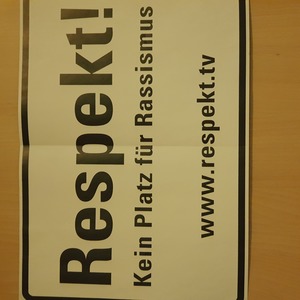 Respekt!
Kein Platz für Rassismus
www.respekt.tv